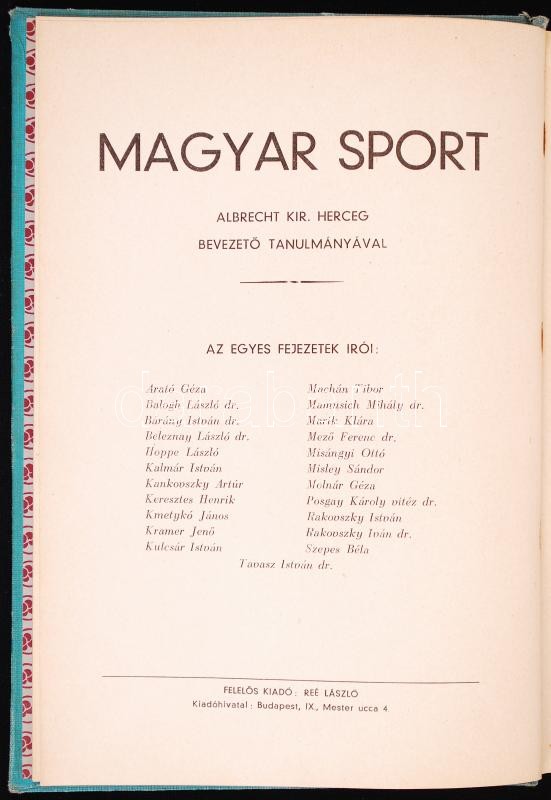 MAGYAR SPORT
ALBRECHT KIR. HERCEG
BEVEZETŐ TANULMÁNYÁVAL
AZ EGYES FEJEZETEK IRÓI:
Arató Géza
Balogh László dr.
Bárány István dr.
Beleznay László dr.
Hoppe László
Kalmár István
Kankovszky Artúr
Keresztes Henrik
Kmetykó János
Kramer Jenő
Kulcsár István
Machán Tibor
Mamusich Mihály dr.
Marik Klára
Mező Ferenc dr.
Misángyi Ottó
Misley Sándor
Molnár Géza
Posgay Károly vitéz dr.
Rakovszky István
Rakovszky Iván dr.
Szepes Béla
Tavasz István dr.
FELELŐS KIADÓ: REÉ LÁSZLÓ
Kiadóhivatal: Budapest, IX., Mester ucca 4.